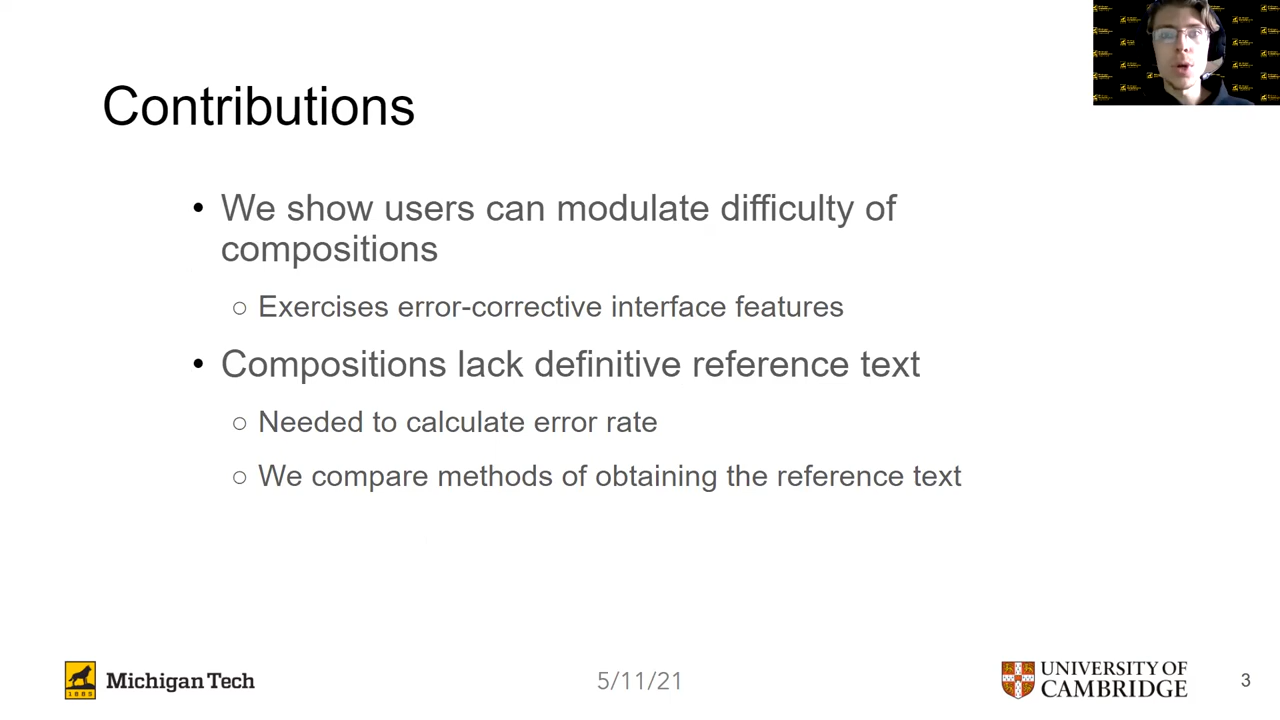 Contributions
• We show users can modulate difficulty of
compositions
○ Exercises error-corrective interface features
• Compositions lack definitive reference text
○ Needed to calculate error rate
○ We compare methods of obtaining the reference text
1885
Michigan Tech
5/11/21
UNIVERSITY OF
CAMBRIDGE
3